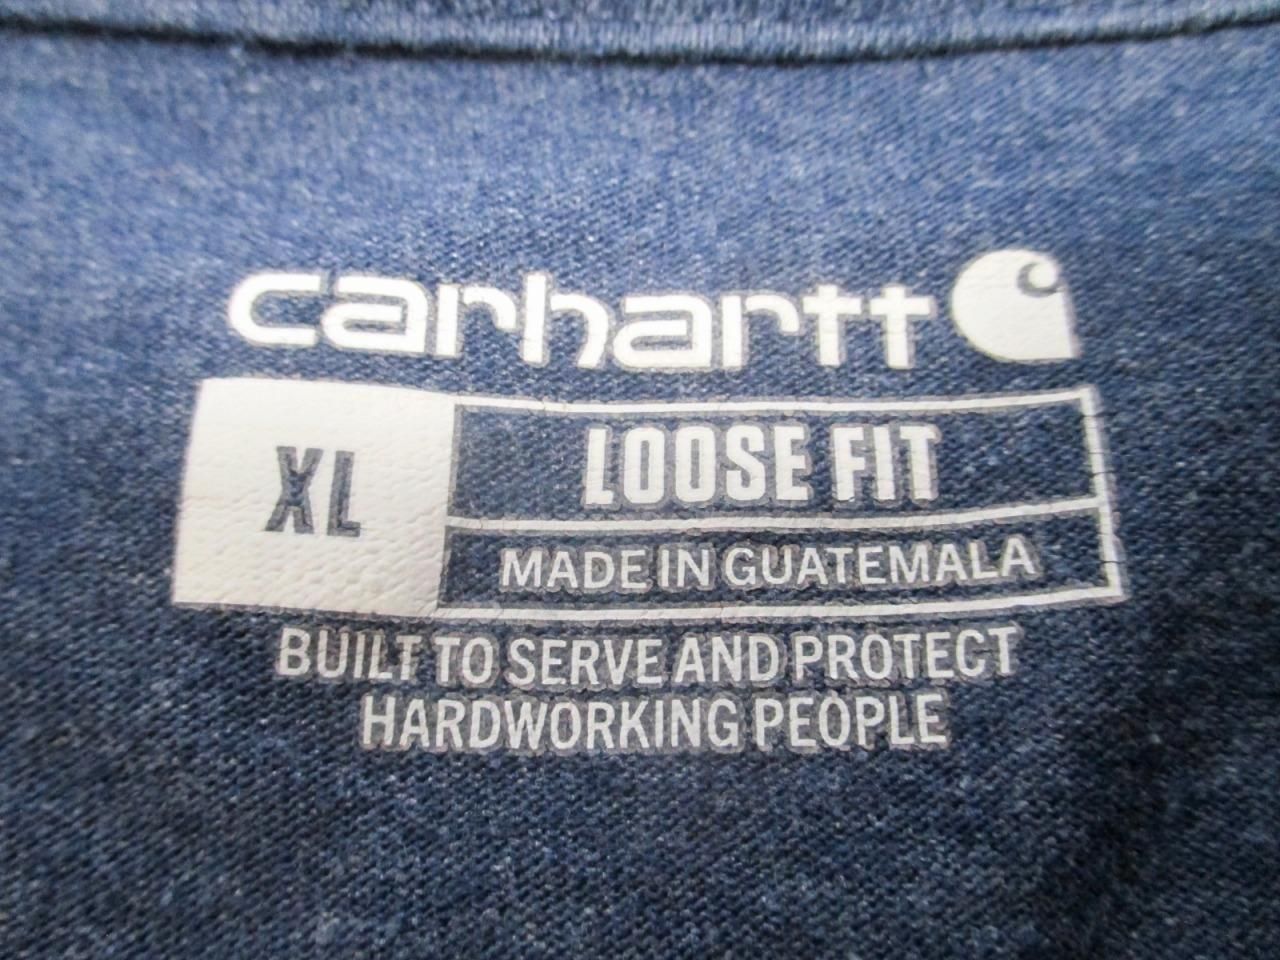 carhartt
XL
LOOSE FIT
MADE IN GUATEMALA
BUILT TO SERVE AND PROTECT
HARDWORKING PEOPLE